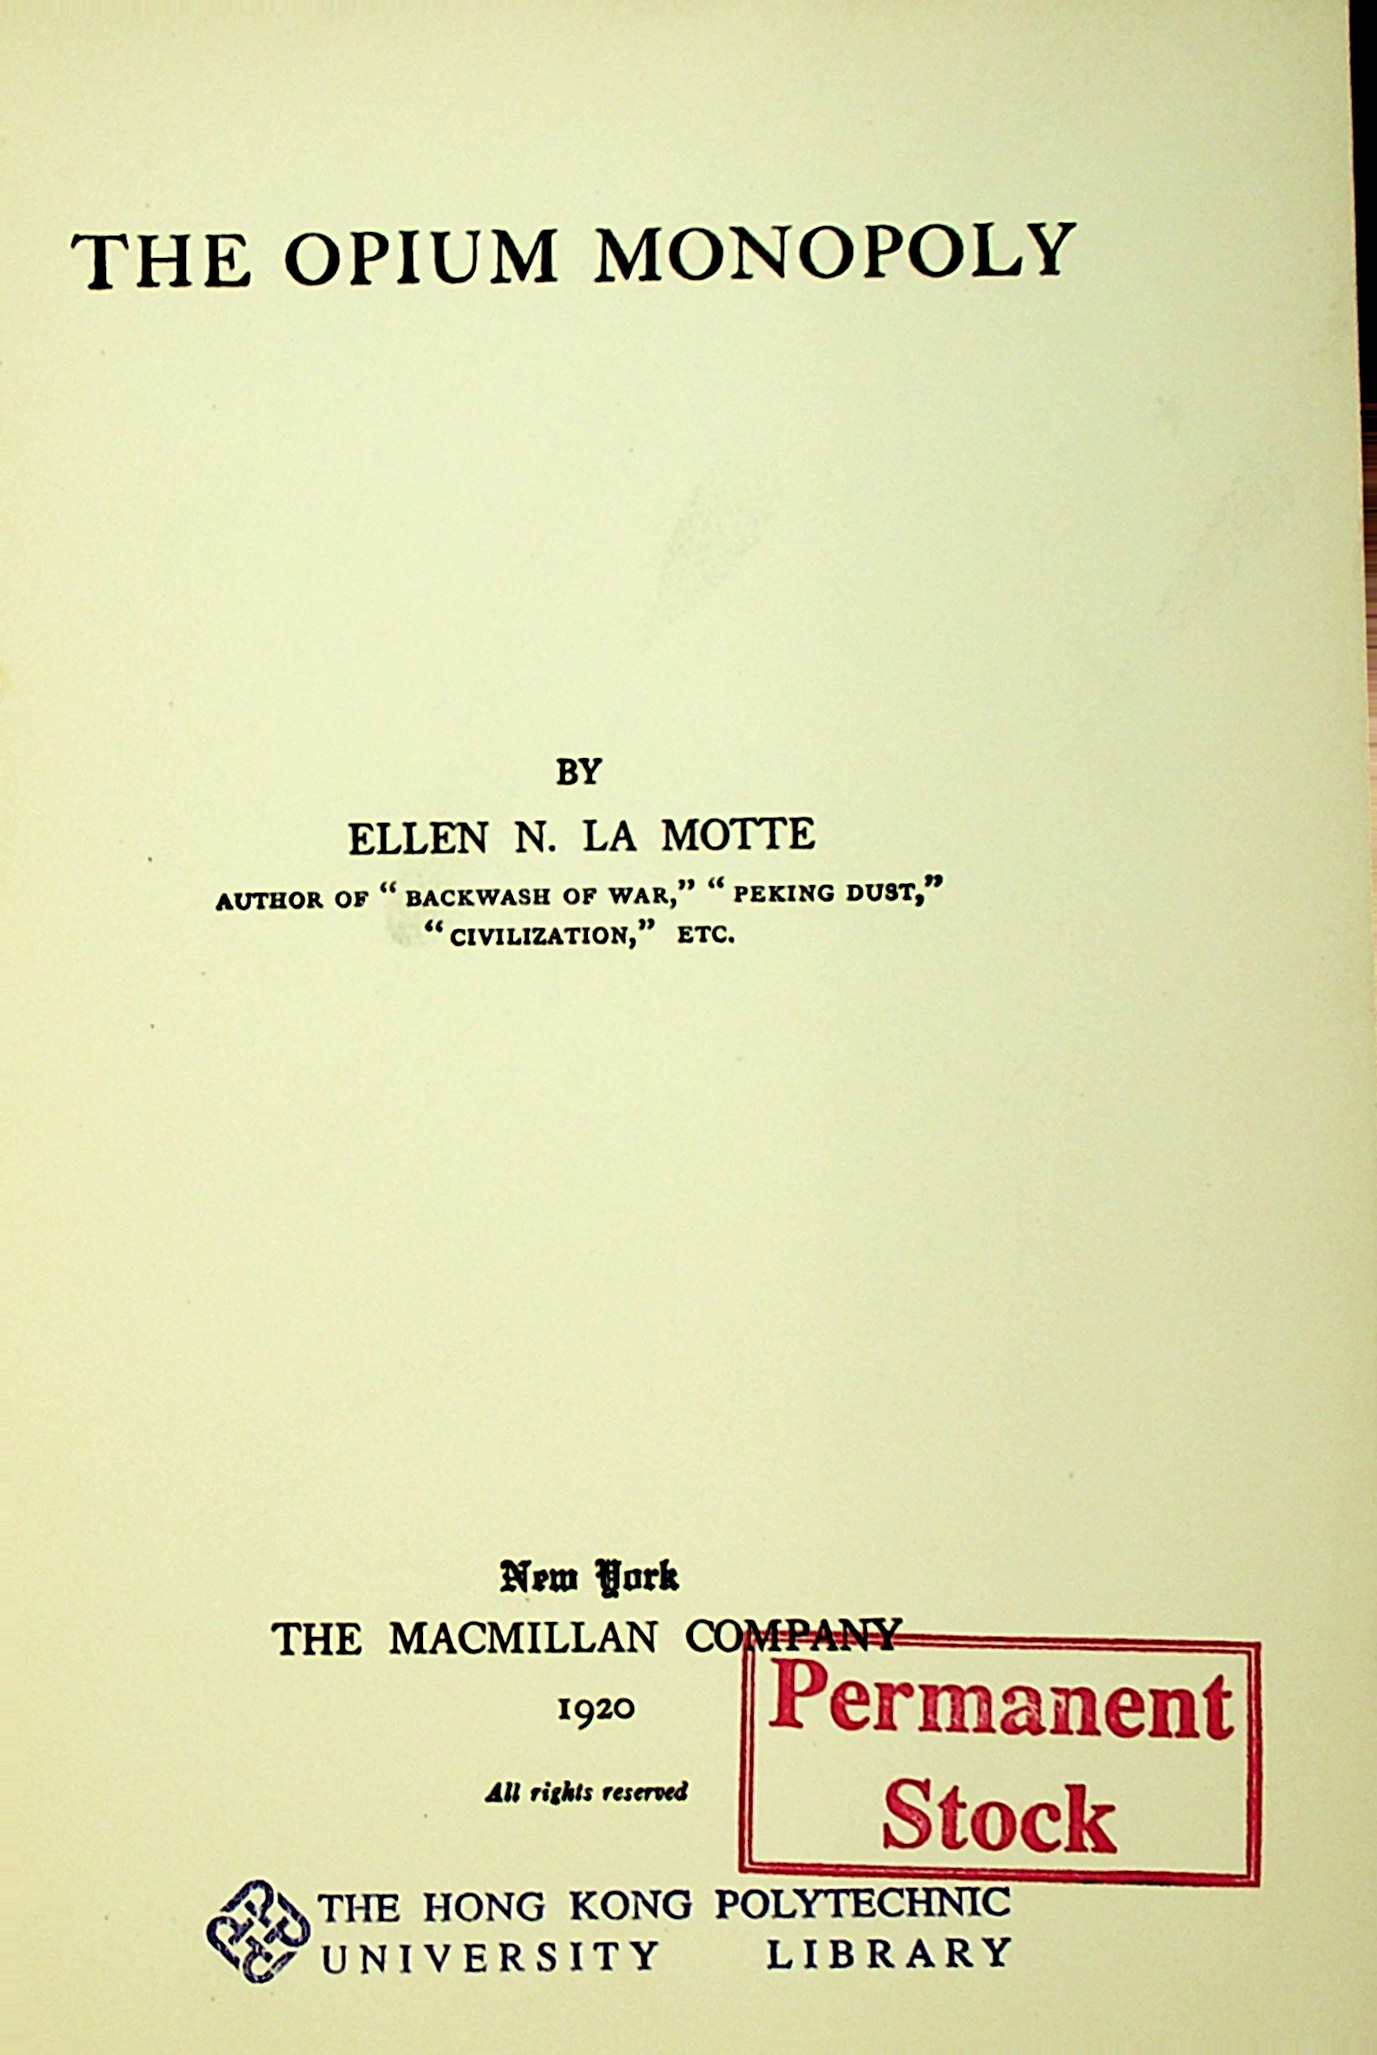 THE OPIUM MONOPOLY
BY
ELLEN N. LA MOTTE
AUTHOR OF “BACKWASH OF WAR,” “PEKING DUST,”
“CIVILIZATION,” ETC.
New York
THE MACMILLAN COMPANY
1920
All rights reserved
Permanent
Stock
THE HONG KONG POLYTECHNIC
UNIVERSITY LIBRARY